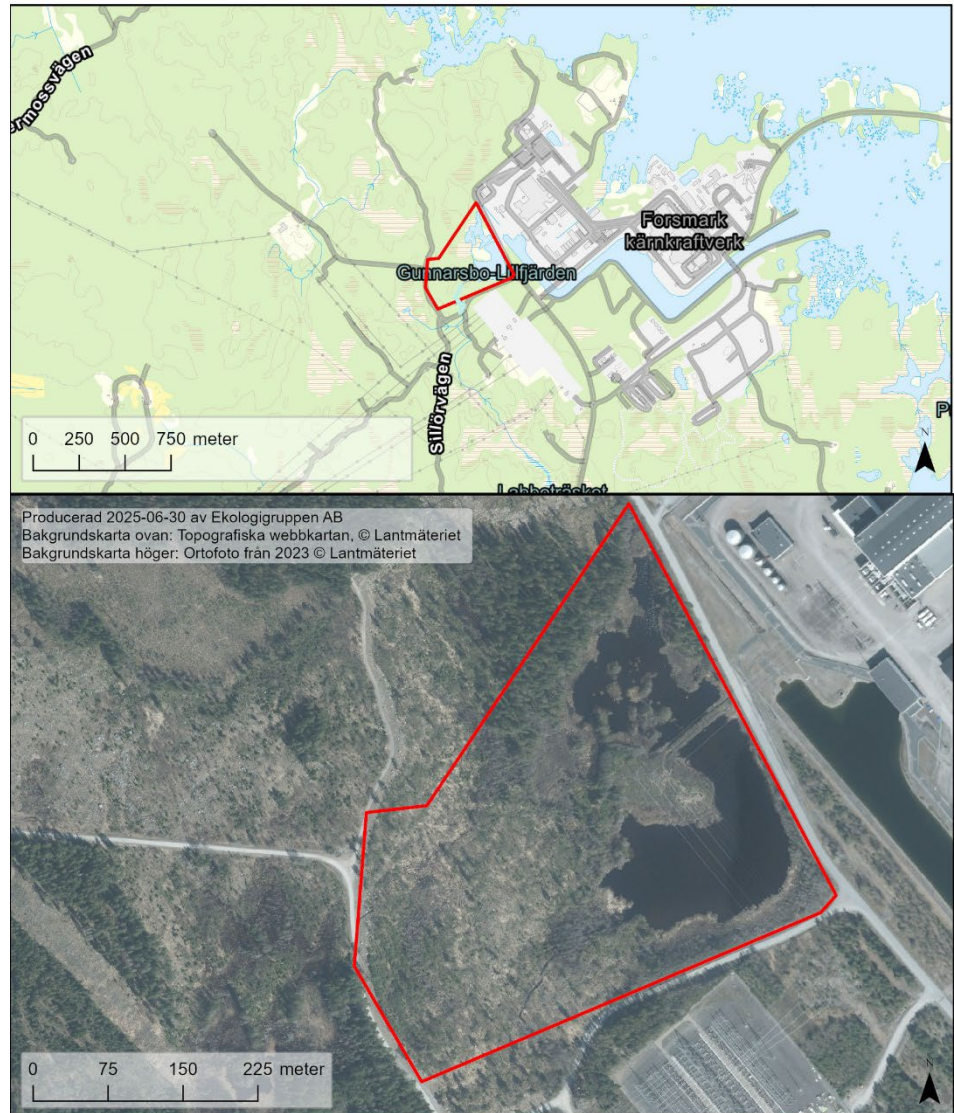 ermossvägen
Forsmark
kärnkraftverk
Gunnarsbo-Lillfjärden
Sillörvägen
0 250 500 750 meter
N
Labboträsket
Producerad 2025-06-30 av Ekologigruppen AB
Bakgrundskarta ovan: Topografiska webbkartan, © Lantmäteriet
Bakgrundskarta höger: Ortofoto från 2023 © Lantmäteriet
0 75 150 225 meter
N